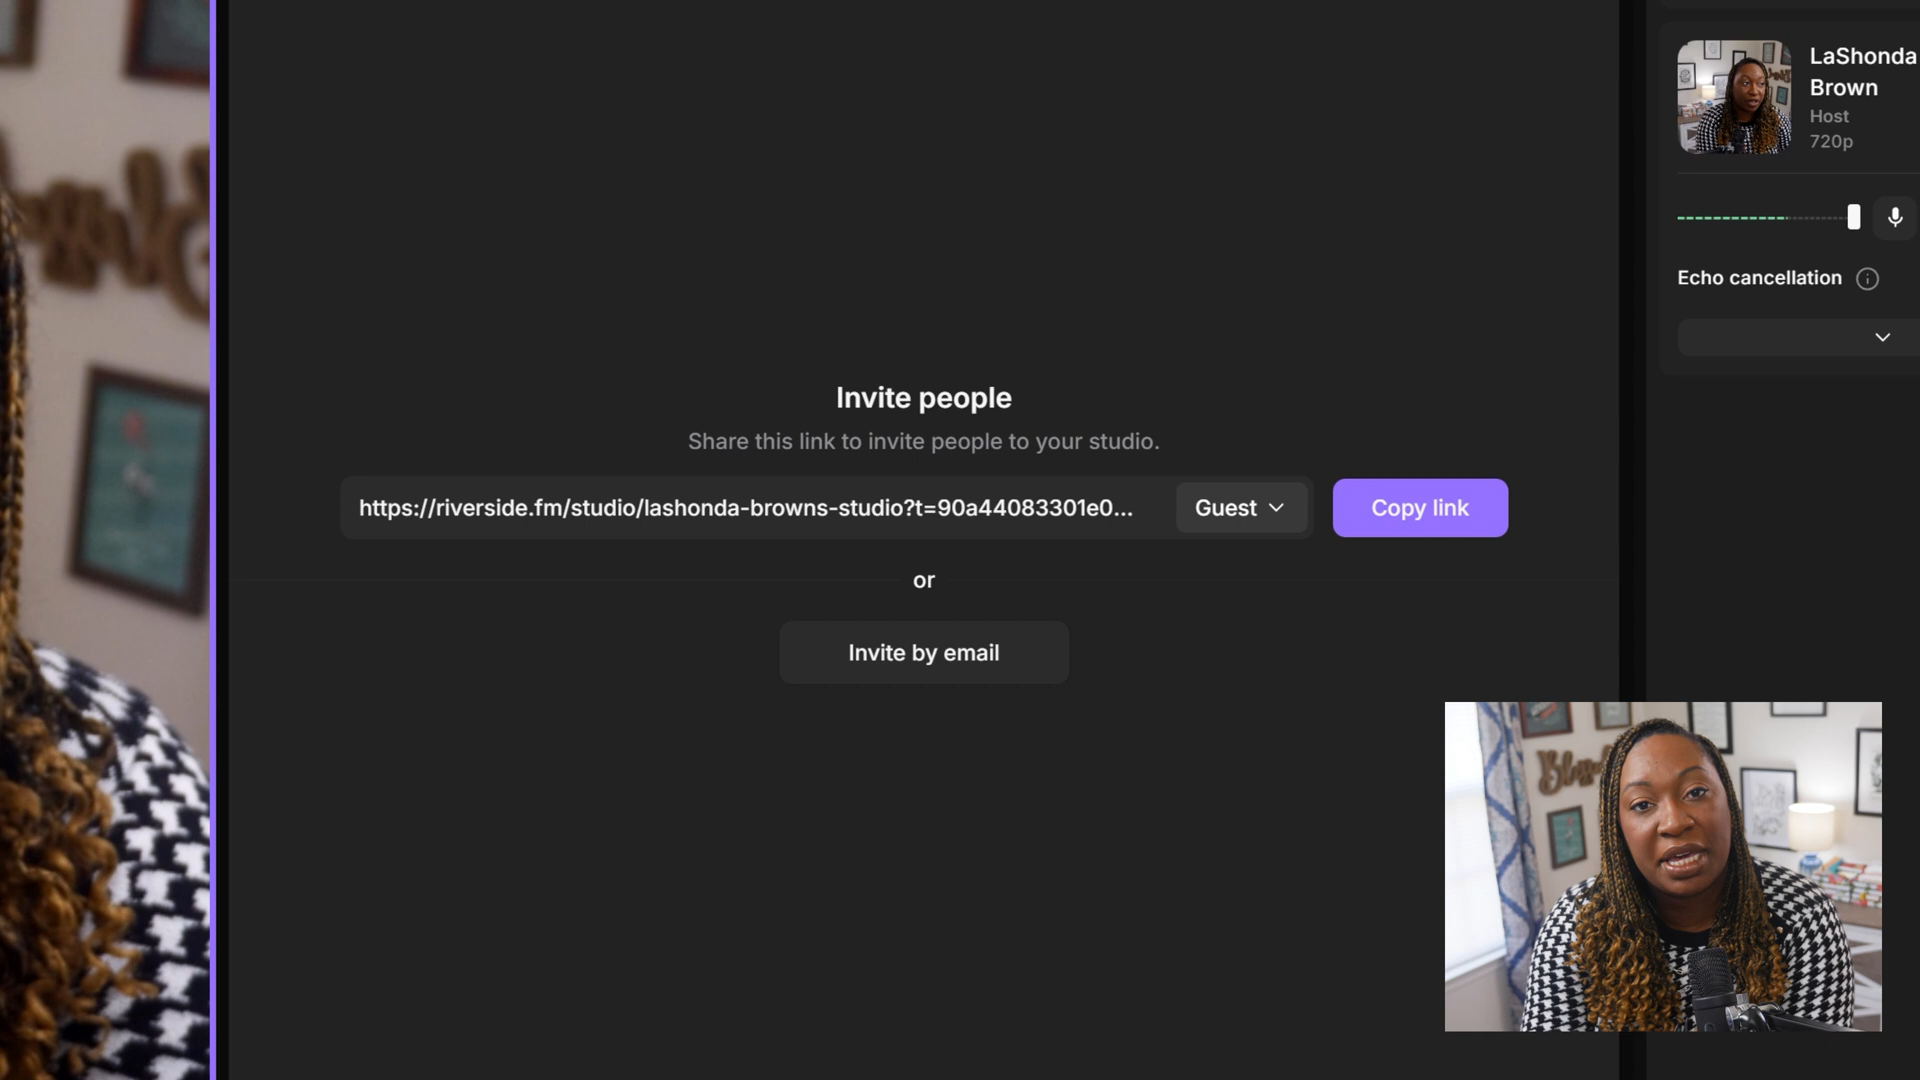 LaShonda
Brown
Host
720p
Echo cancellation
Invite people
Share this link to invite people to your studio.
https://riverside.fm/studio/lashonda-browns-studio?t=90a44083301e0...
Guest
Copy link
or
Invite by email